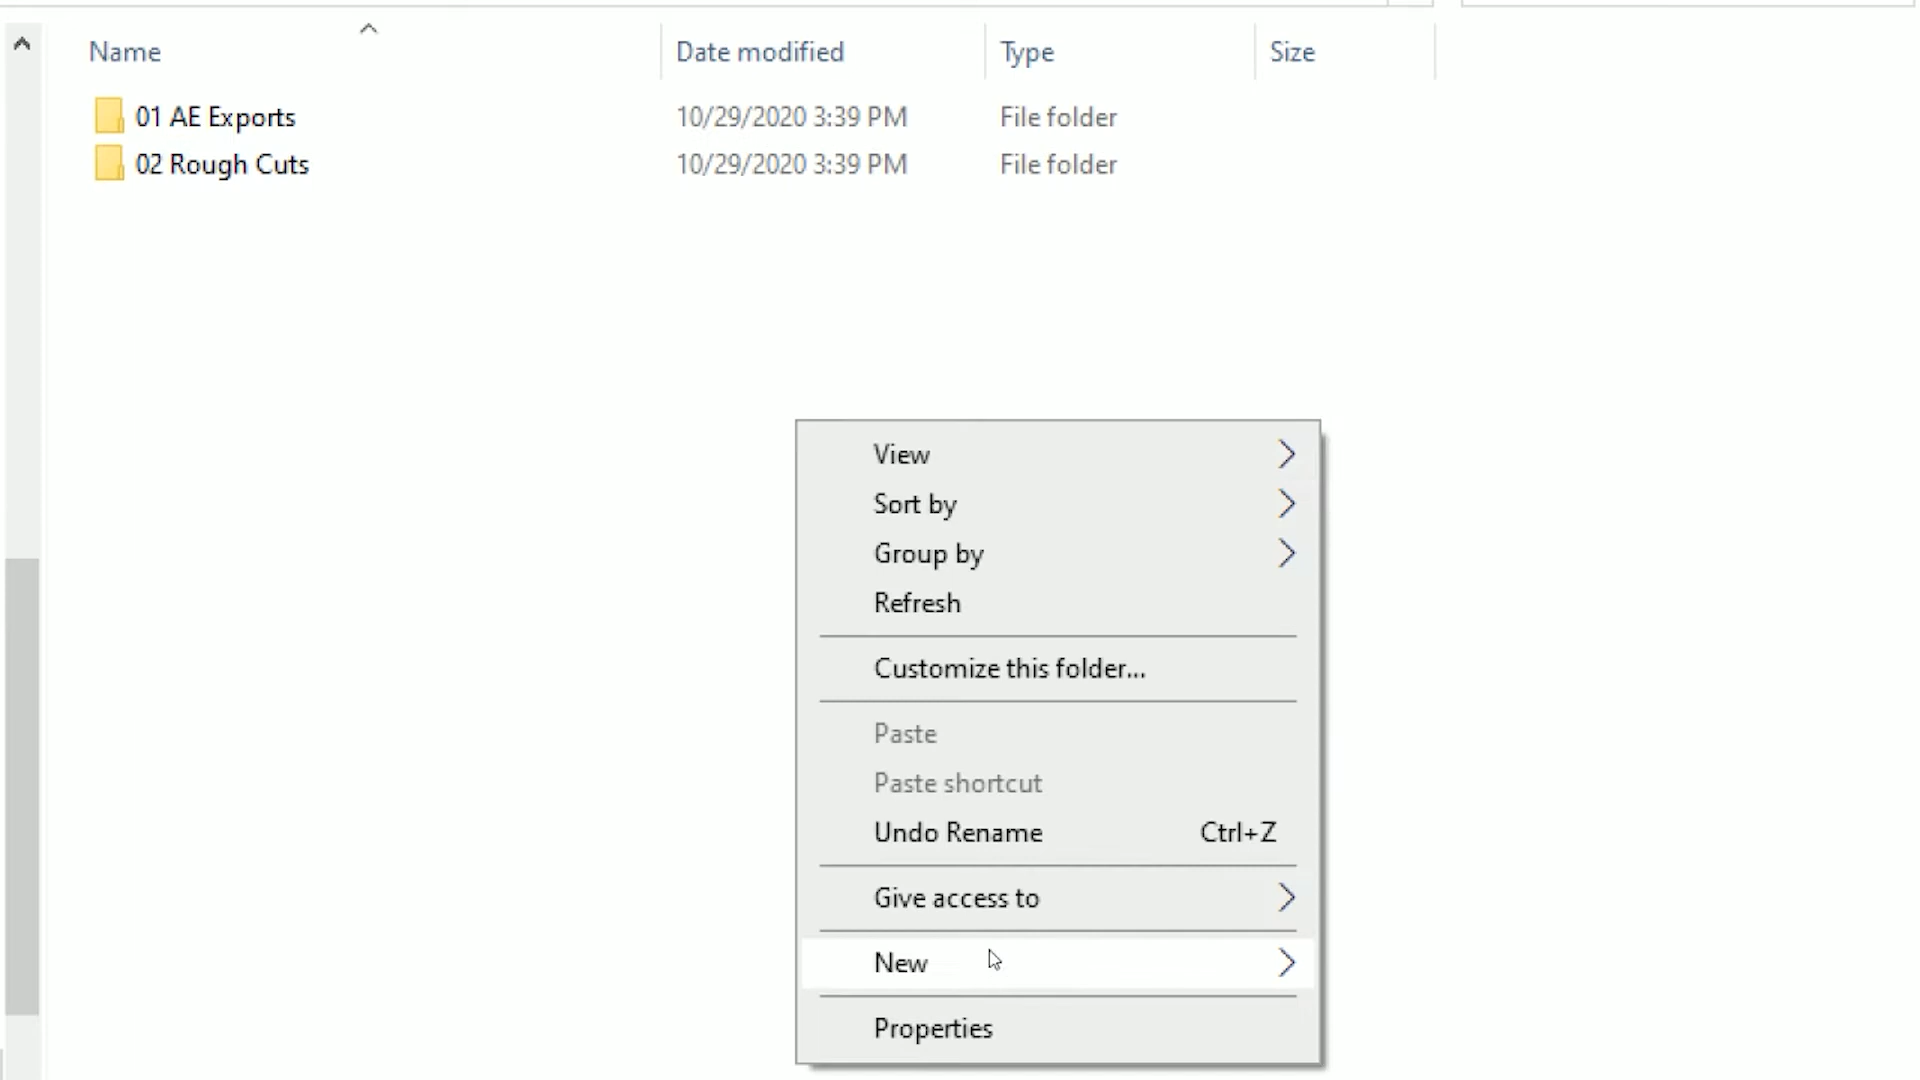 Name Date modified Type Size
01 AE Exports 10/29/2020 3:39 PM File folder
02 Rough Cuts 10/29/2020 3:39 PM File folder
View
Sort by
Group by
Refresh
Customize this folder...
Paste
Paste shortcut
Undo Rename Ctrl+Z
Give access to
New
Properties